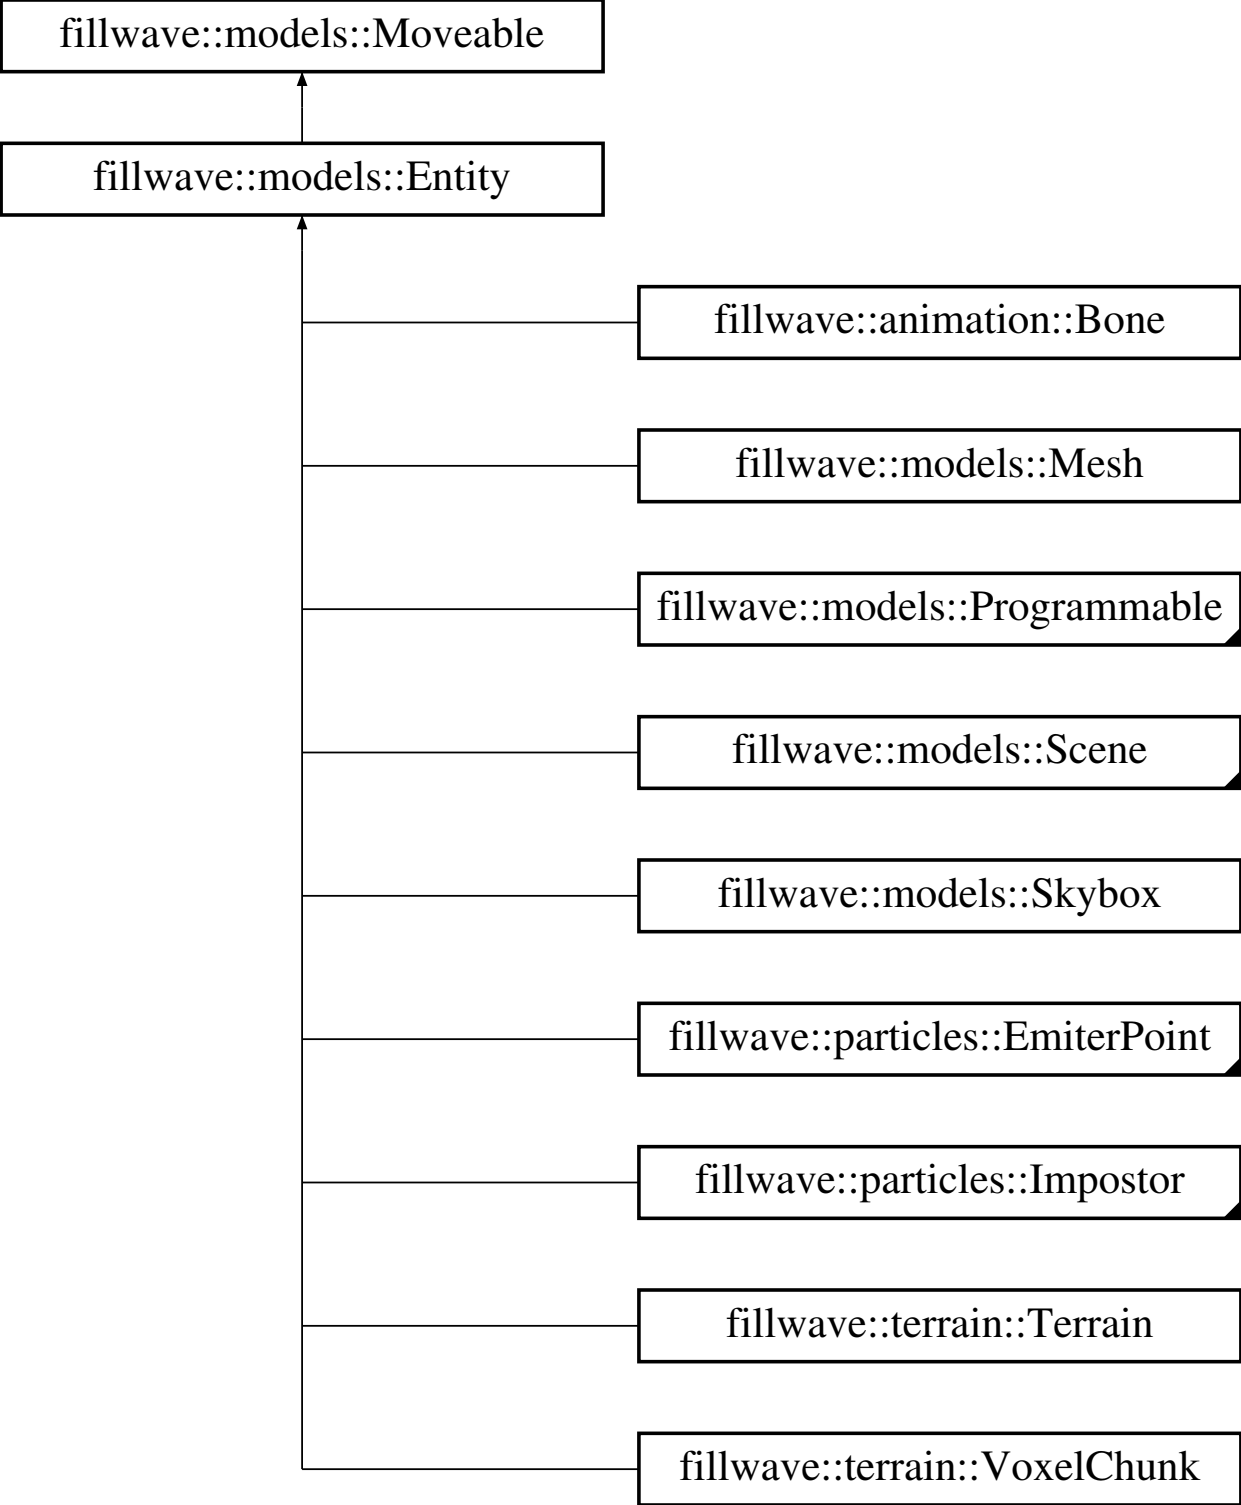 fillwave::models::Moveable
fillwave::models::Entity
fillwave::animation::Bone
fillwave::models::Mesh
fillwave::models::Programmable
fillwave::models::Scene
fillwave::models::Skybox
fillwave::particles::EmiterPoint
fillwave::particles::Impostor
fillwave::terrain::Terrain
fillwave::terrain::VoxelChunk